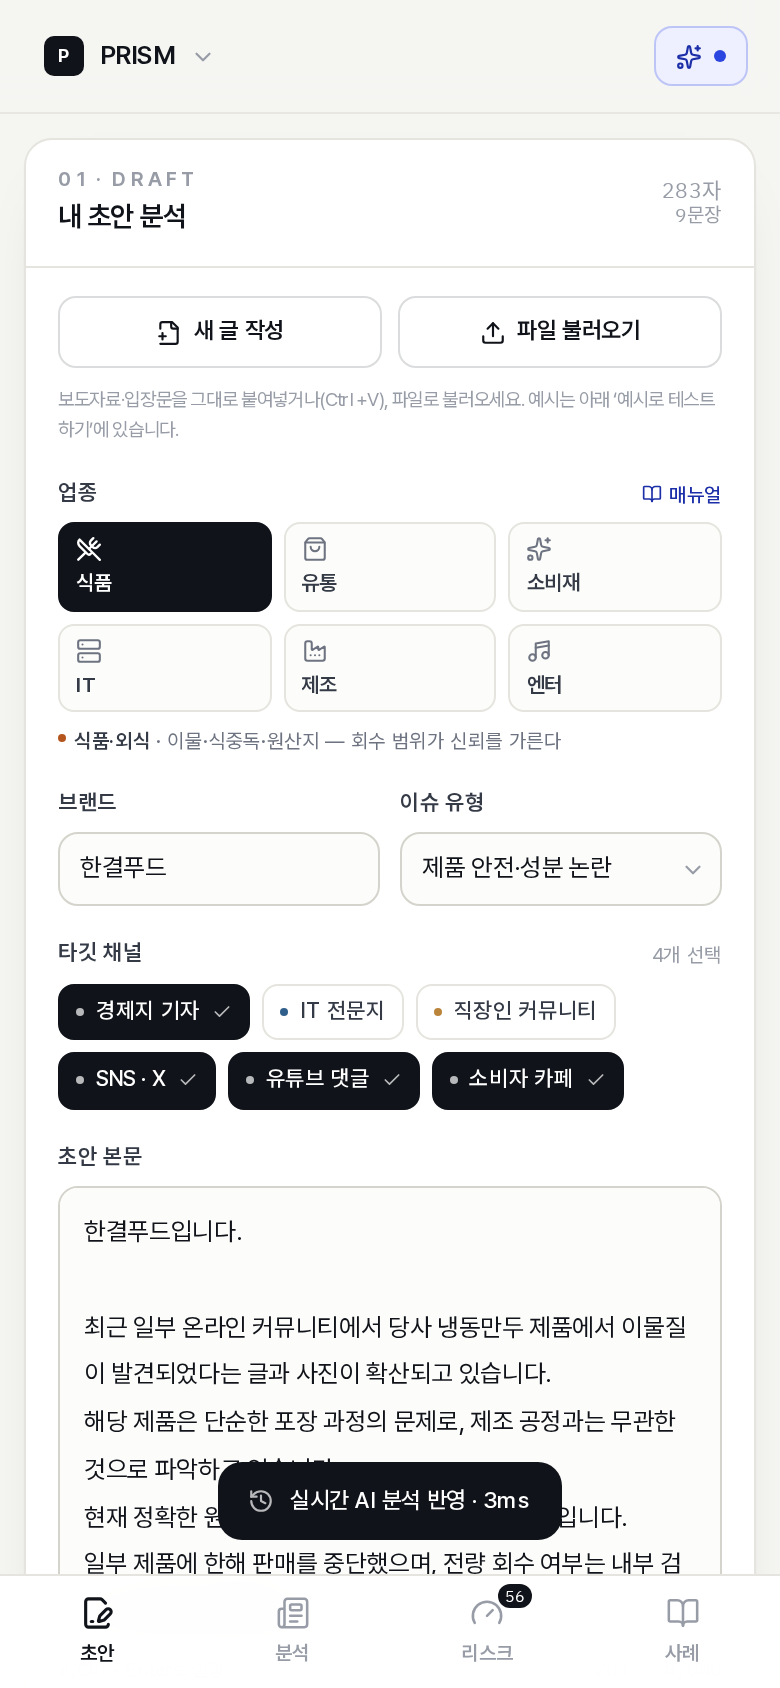 P PRISM
01 · DRAFT
내 초안 분석
283자
9문장
새 글 작성
파일 불러오기
보도자료·입장문을 그대로 붙여넣거나(Ctrl+V), 파일로 불러오세요. 예시는 아래 '예시로 테스트
하기'에 있습니다.
업종
매뉴얼
식품
유통
소비재
IT
제조
엔터
식품·외식 · 이물·식중독·원산지 — 회수 범위가 신뢰를 가른다
브랜드
이슈 유형
한결푸드
제품 안전·성분 논란
타깃 채널
4개 선택
경제지 기자
IT 전문지
직장인 커뮤니티
SNS · X
유튜브 댓글
소비자 카페
초안 본문
한결푸드입니다.
최근 일부 온라인 커뮤니티에서 당사 냉동만두 제품에서 이물질
이 발견되었다는 글과 사진이 확산되고 있습니다.
해당 제품은 단순한 포장 과정의 문제로, 제조 공정과는 무관한
것으로 파악하
현재 정확한 입니다.
실시간 AI 분석 반영 · 3ms
일부 제품에 한해 판매를 중단했으며, 전량 회수 여부는 내부 검
초안
분석
56
리스크
사례